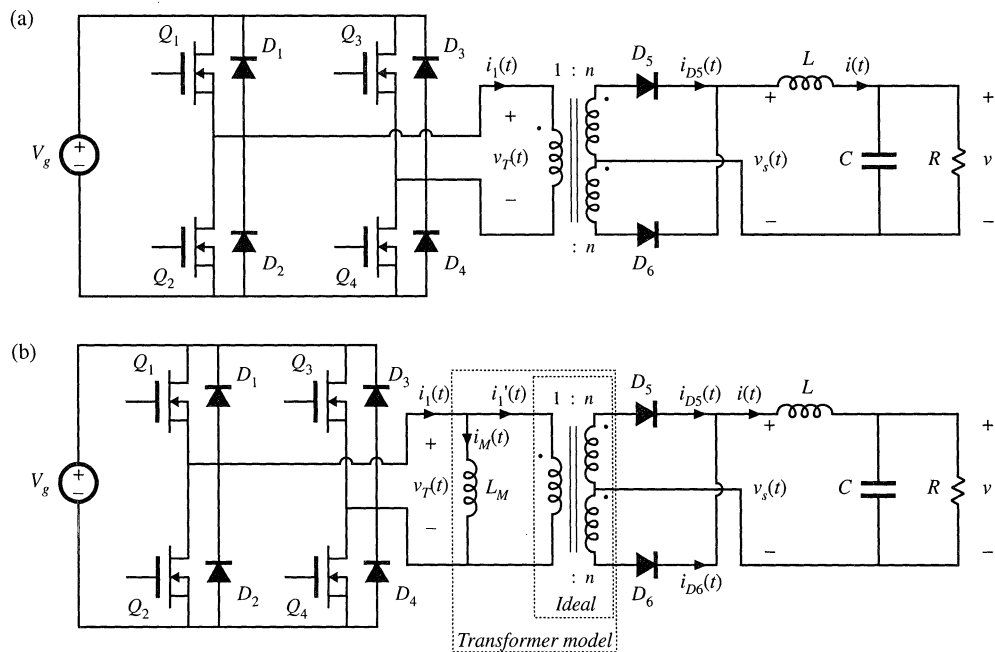 (a)
Q1
D1
Q3
D3
i1(t)
1 : n
D5
iD5(t)
L
i(t)
+
–
Vg
+
vT(t)
–
+
vs(t)
–
C
R
+
v
–
Q2
D2
Q4
D4
: n
D6
(b)
Q1
D1
Q3
D3
i1(t)
i1'(t)
1 : n
D5
iD5(t)
i(t)
L
iM(t)
LM
+
–
Vg
+
vT(t)
–
+
vs(t)
–
C
R
+
v
–
Q2
D2
Q4
D4
: n
Ideal
D6
iD6(t)
Transformer model